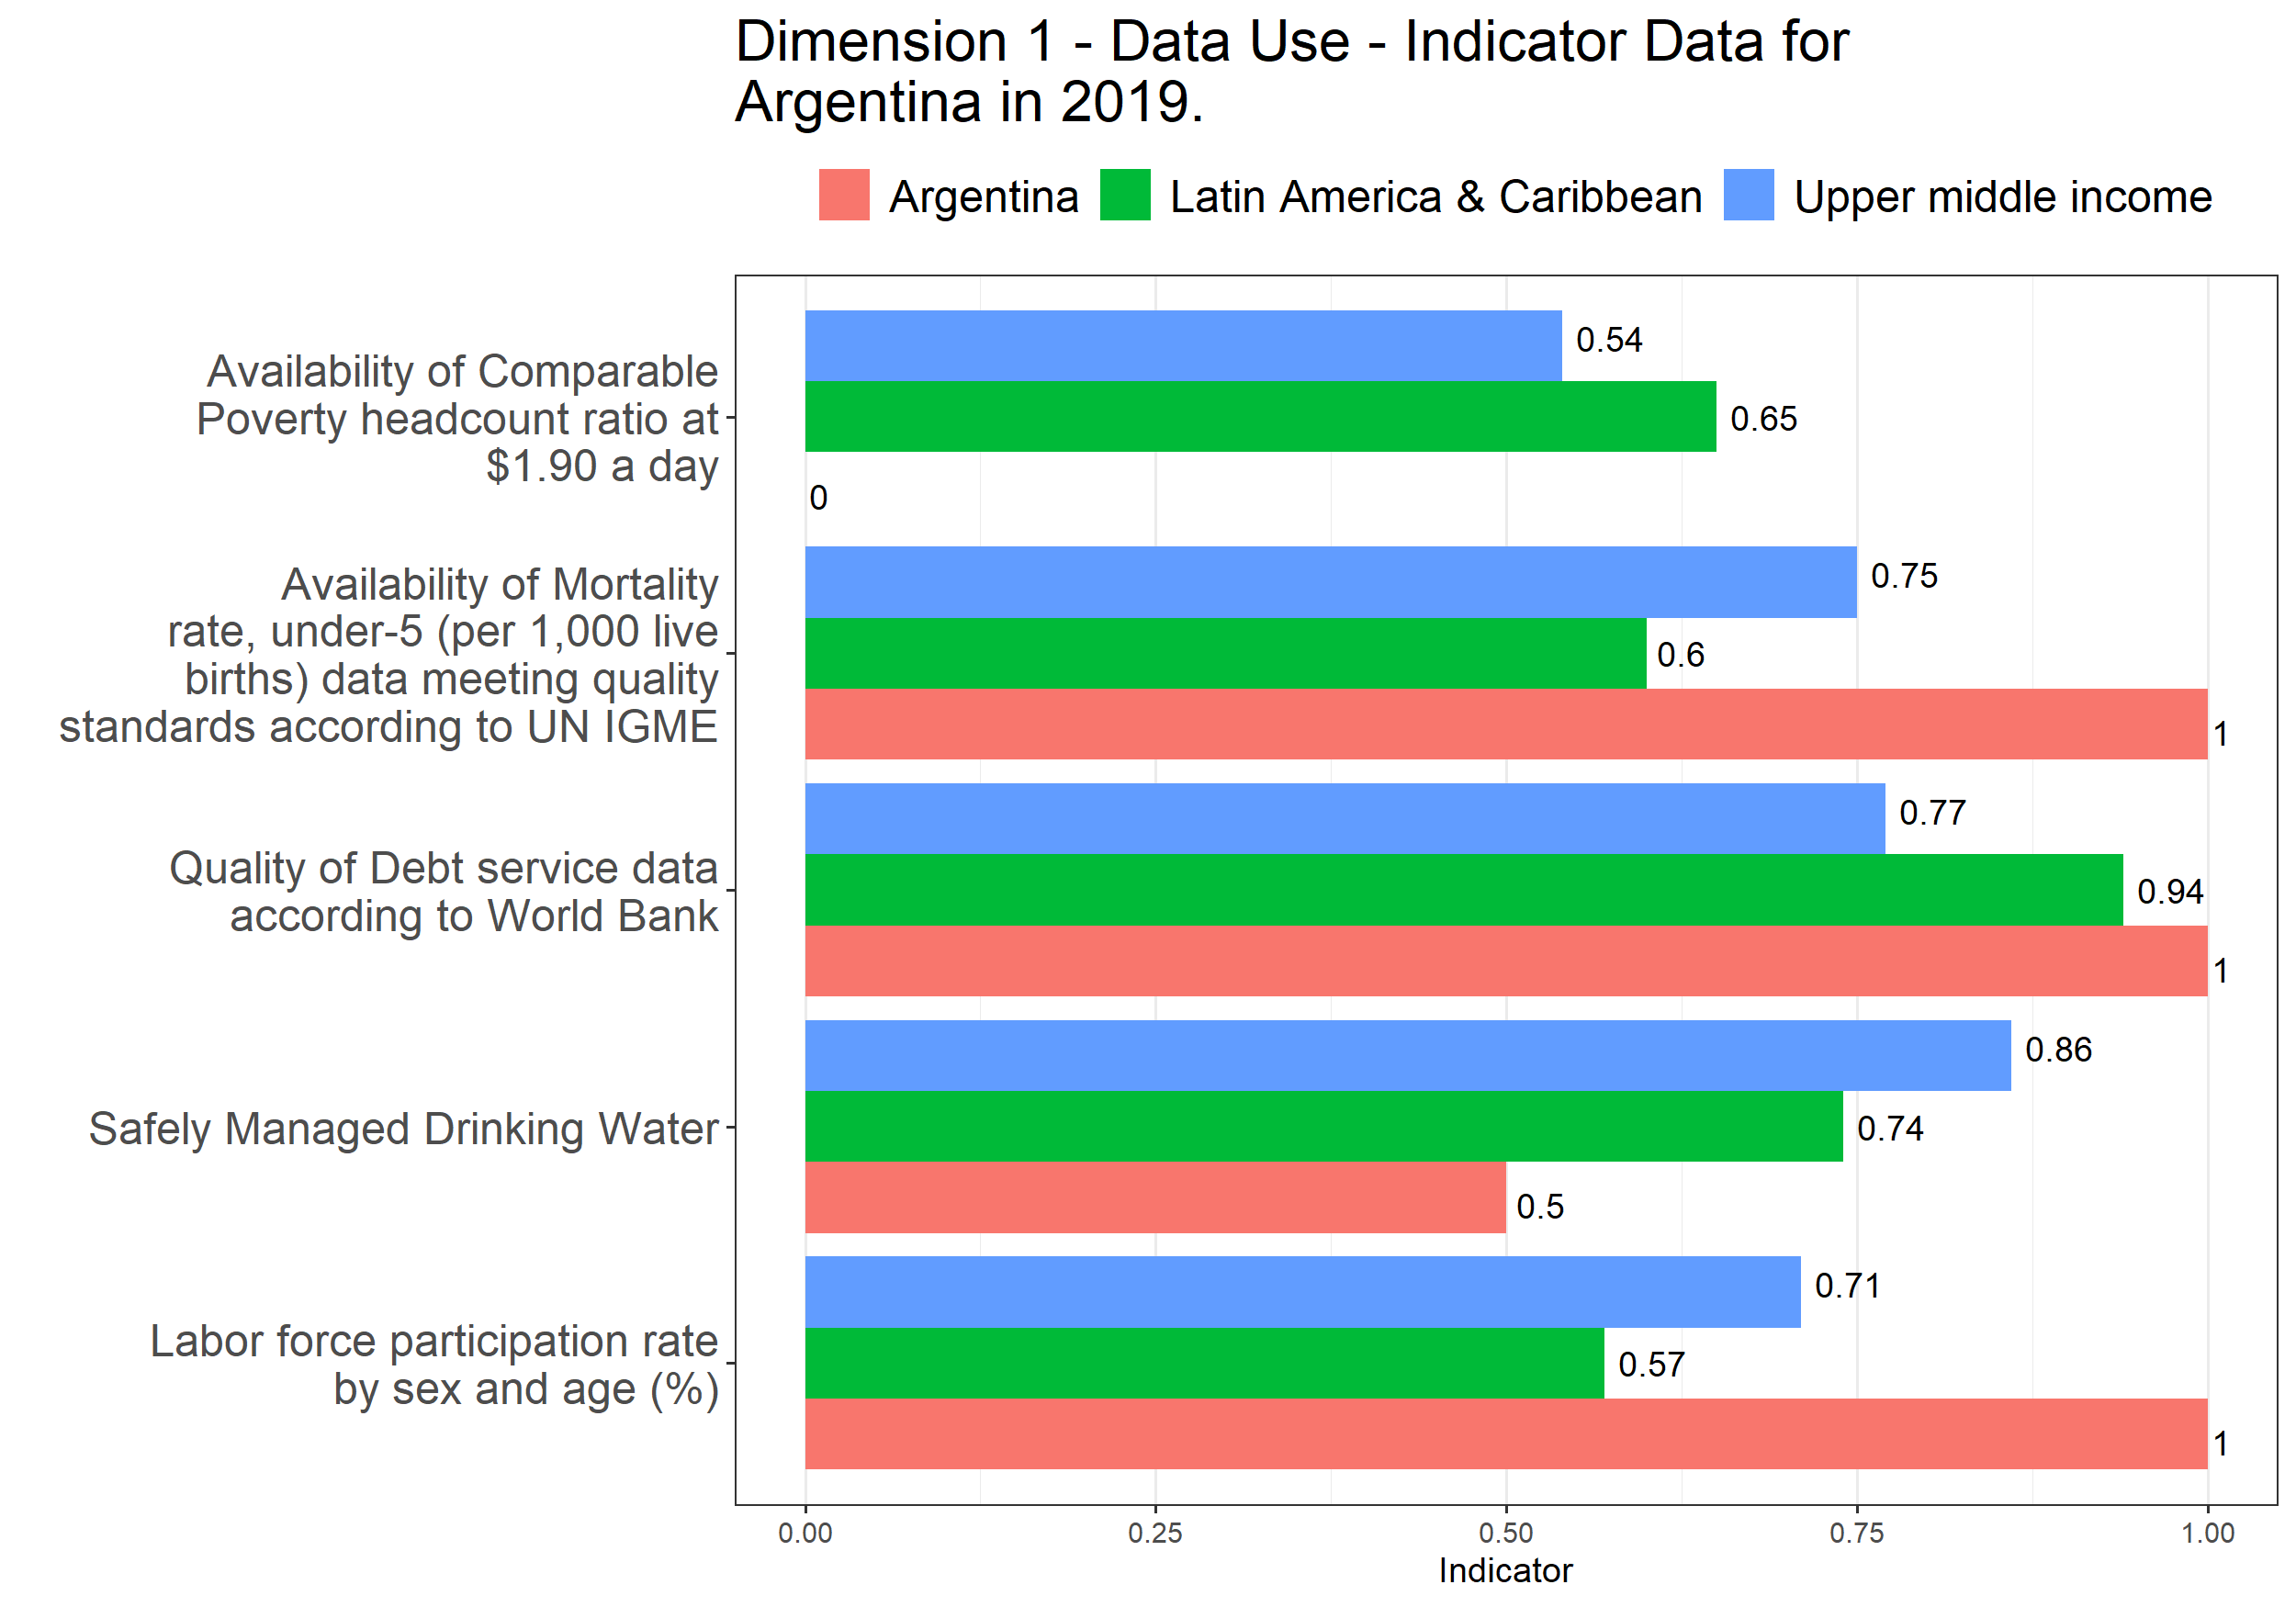 Dimension 1 - Data Use - Indicator Data for
Argentina in 2019.
Argentina
Latin America & Caribbean
Upper middle income
Availability of Comparable
Poverty headcount ratio at
$1.90 a day
0.54
0.65
0
Availability of Mortality
rate, under-5 (per 1,000 live
births) data meeting quality
standards according to UN IGME
0.75
0.6
1
Quality of Debt service data
according to World Bank
0.77
0.94
1
Safely Managed Drinking Water
0.86
0.74
0.5
Labor force participation rate
by sex and age (%)
0.71
0.57
1
0.00
0.25
0.50
0.75
1.00
Indicator